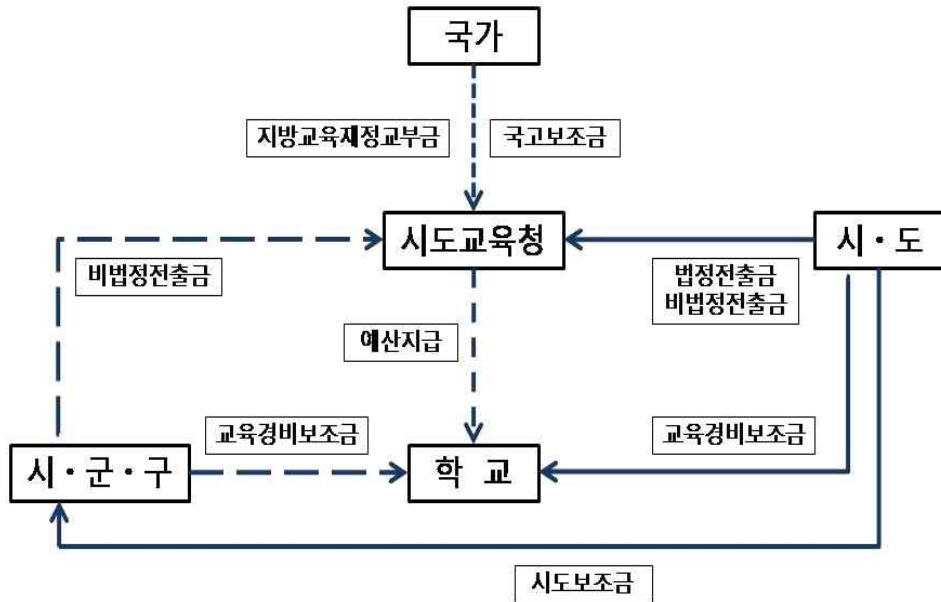 국가
지방교육재정교부금
국고보조금
시도교육청
시·도
비법정전출금
법정전출금
비법정전출금
예산지급
교육경비보조금
교육경비보조금
시·군·구
학 교
시도보조금